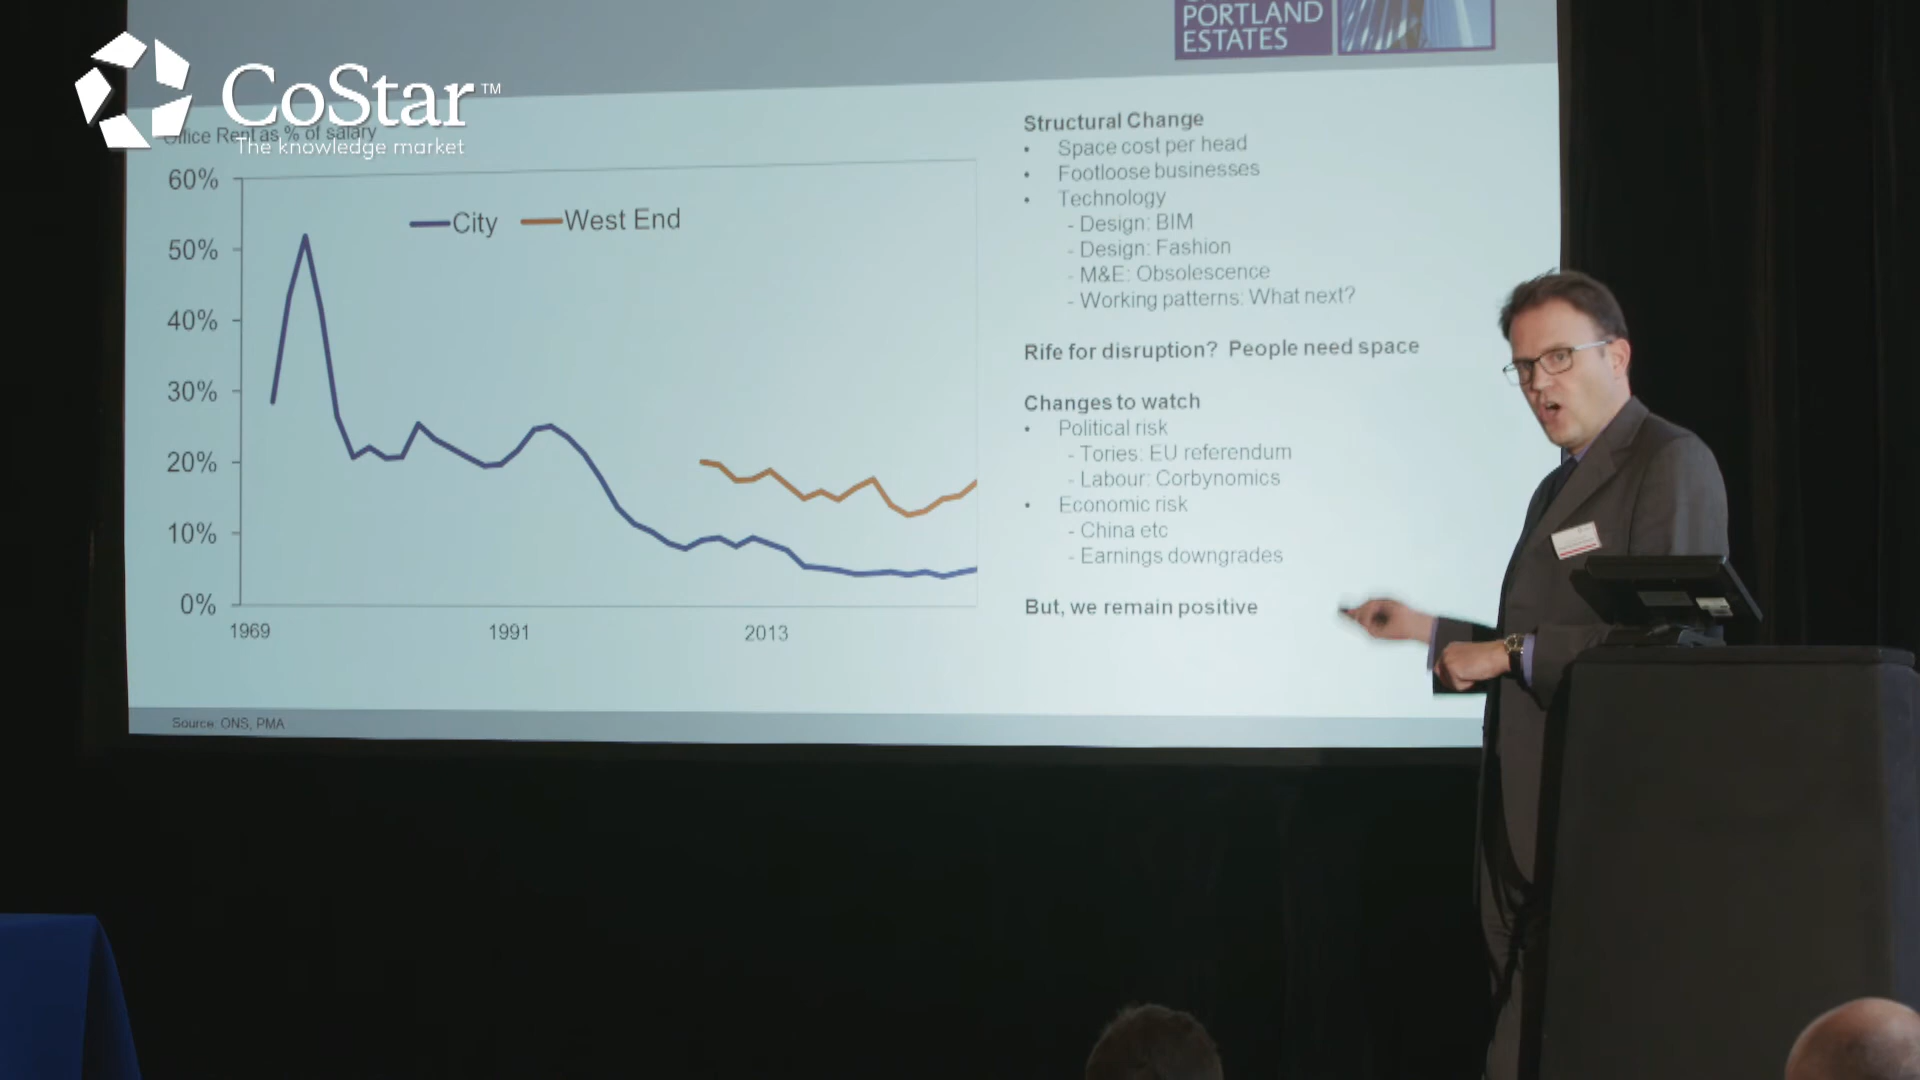 CoStar™
The knowledge market
PORTLAND
ESTATES
Office Rent as % of salary
60%
50%
40%
30%
20%
10%
0%
City
West End
1969
1991
2013
Source: ONS, PMA
Structural Change
• Space cost per head
• Footloose businesses
• Technology
- Design: BIM
- Design: Fashion
- M&E: Obsolescence
- Working patterns: What next?
Rife for disruption? People need space
Changes to watch
• Political risk
- Tories: EU referendum
- Labour: Corbynomics
• Economic risk
- China etc
- Earnings downgrades
But, we remain positive